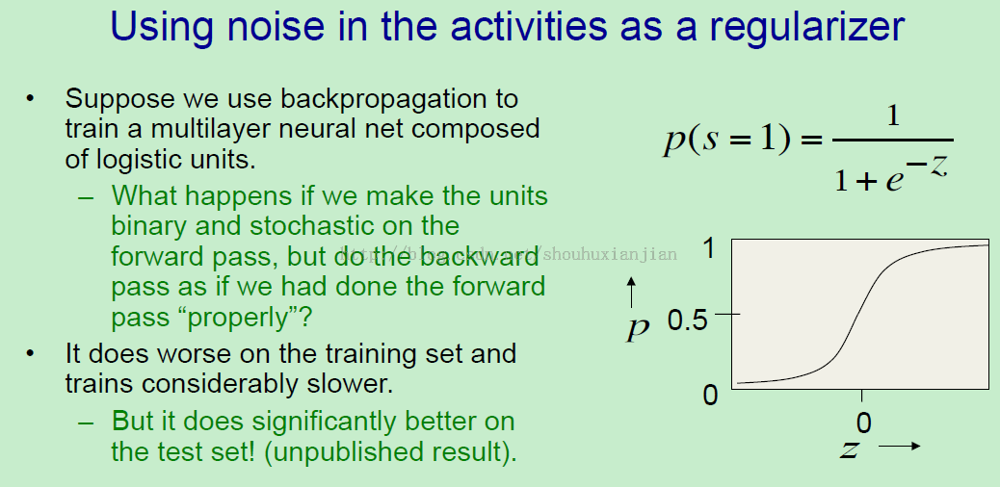 Using noise in the activities as a regularizer
• Suppose we use backpropagation to
train a multilayer neural net composed
of logistic units.
– What happens if we make the units
binary and stochastic on the
forward pass, but do the backward
pass as if we had done the forward
pass “properly”?
• It does worse on the training set and
trains considerably slower.
– But it does significantly better on
the test set! (unpublished result).
p(s = 1) = 1 / (1 + e^{-z})
1
p 0.5
0
0
z
http://blog.csdn.net/shouhuxianjian